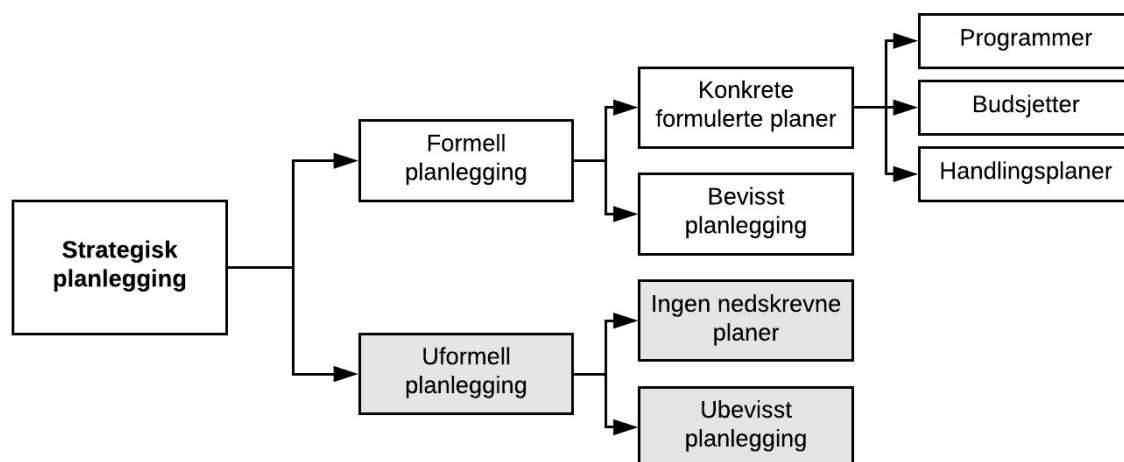 Strategisk
planlegging
Formell
planlegging
Uformell
planlegging
Konkrete
formulerte planer
Bevisst
planlegging
Ingen nedskrevne
planer
Ubevisst
planlegging
Programmer
Budsjetter
Handlingsplaner